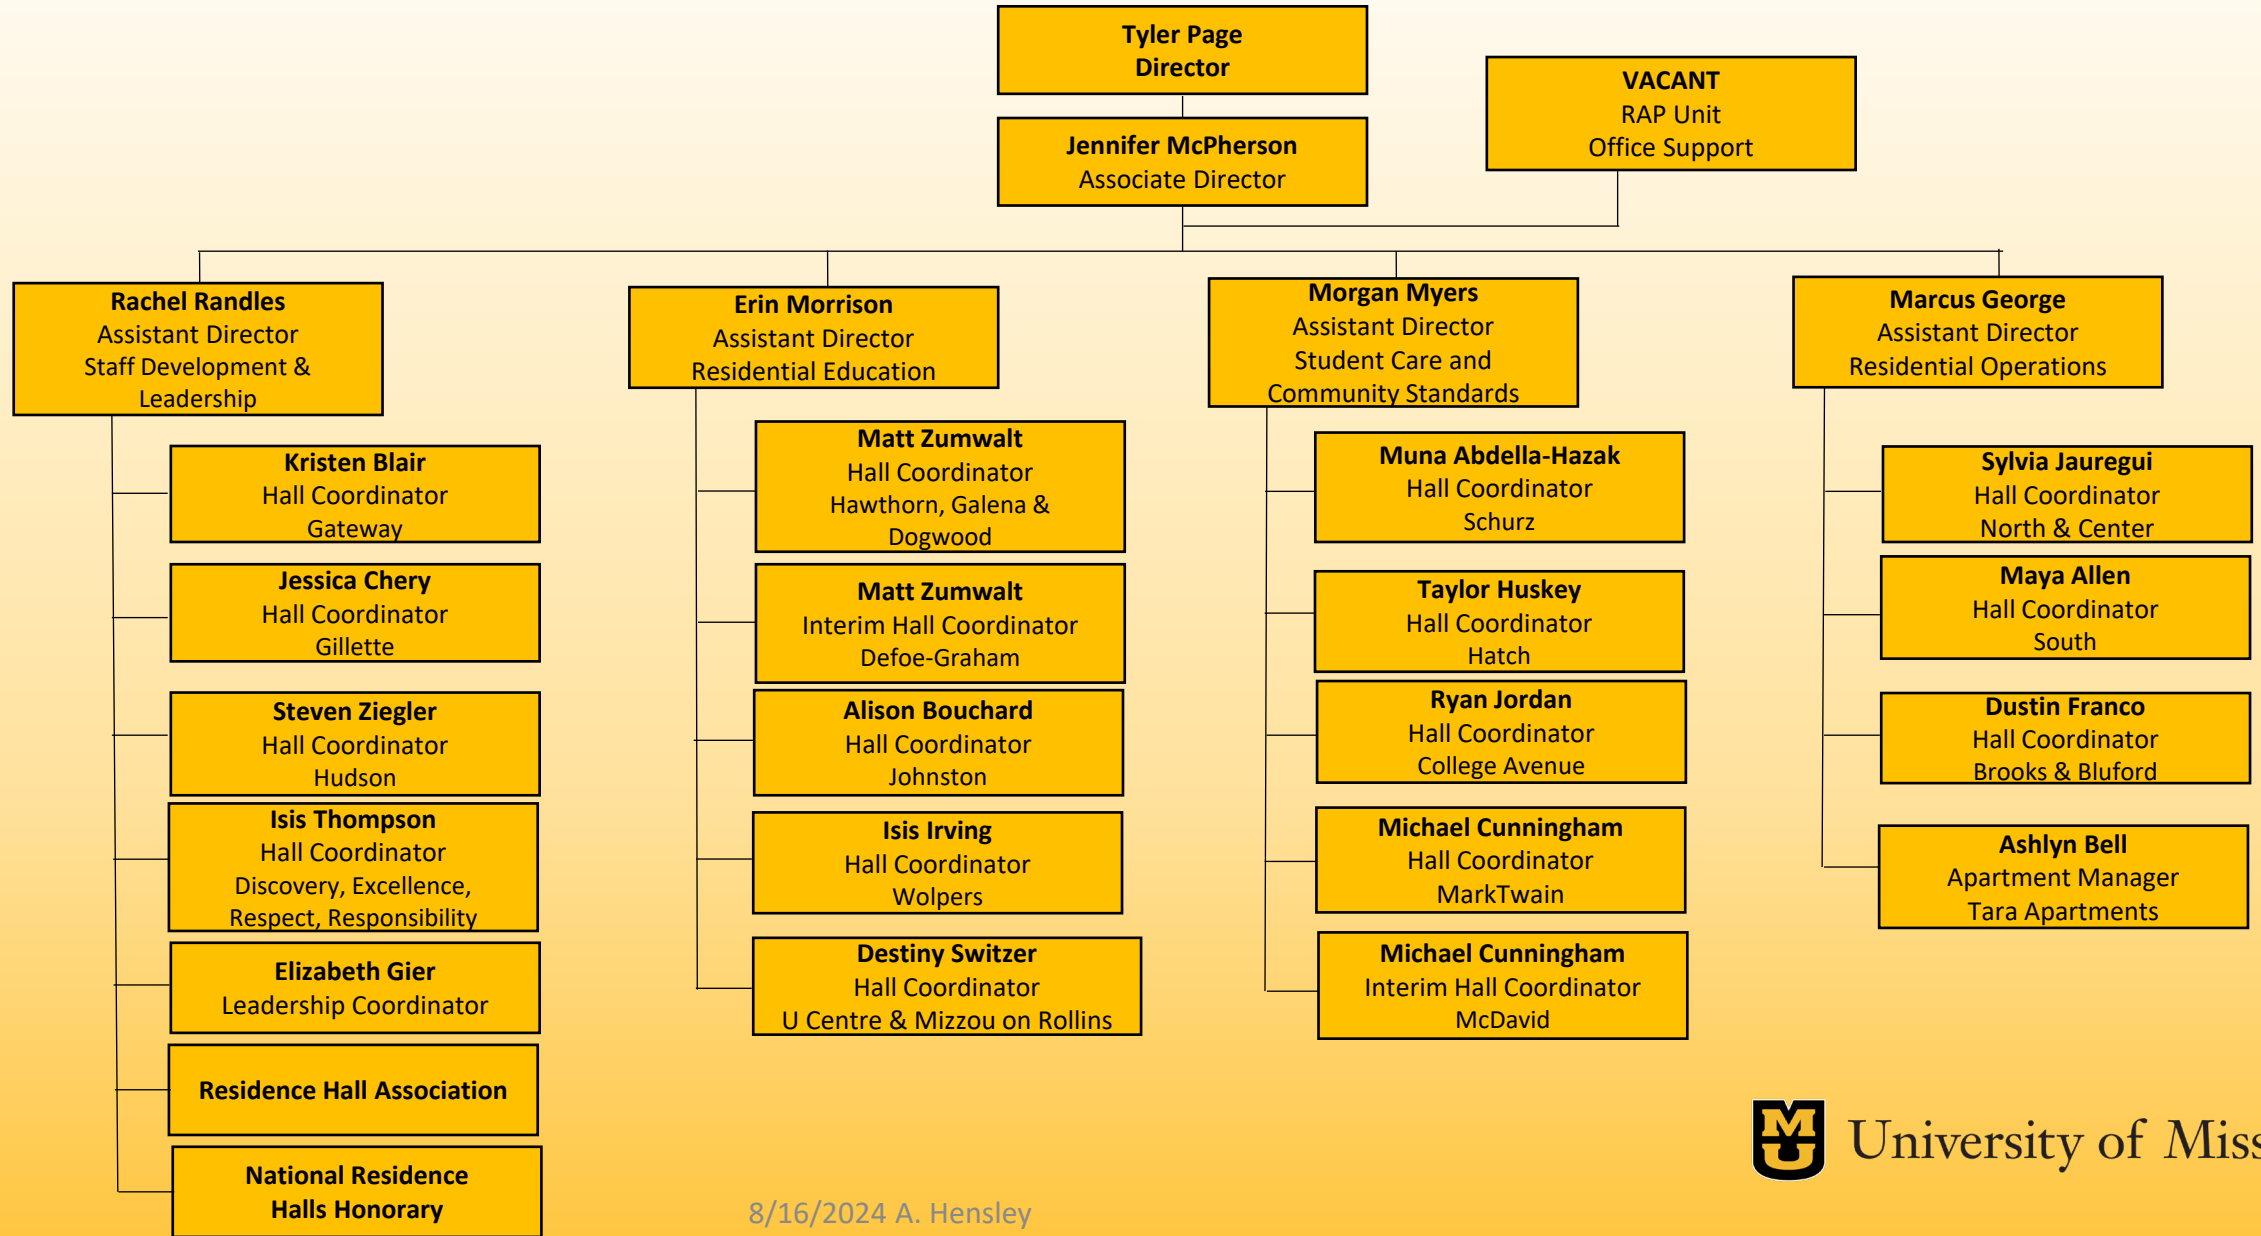 Tyler Page
Director
VACANT
RAP Unit
Office Support
Jennifer McPherson
Associate Director
Rachel Randles
Assistant Director
Staff Development &
Leadership
Kristen Blair
Hall Coordinator
Gateway
Jessica Chery
Hall Coordinator
Gillette
Steven Ziegler
Hall Coordinator
Hudson
Isis Thompson
Hall Coordinator
Discovery, Excellence,
Respect, Responsibility
Elizabeth Gier
Leadership Coordinator
Residence Hall Association
National Residence
Halls Honorary
Erin Morrison
Assistant Director
Residential Education
Matt Zumwalt
Hall Coordinator
Hawthorn, Galena &
Dogwood
Matt Zumwalt
Interim Hall Coordinator
Defoe-Graham
Alison Bouchard
Hall Coordinator
Johnston
Isis Irving
Hall Coordinator
Wolpers
Destiny Switzer
Hall Coordinator
U Centre & Mizzou on Rollins
Morgan Myers
Assistant Director
Student Care and
Community Standards
Muna Abdella-Hazak
Hall Coordinator
Schurz
Taylor Huskey
Hall Coordinator
Hatch
Ryan Jordan
Hall Coordinator
College Avenue
Michael Cunningham
Hall Coordinator
MarkTwain
Michael Cunningham
Interim Hall Coordinator
McDavid
Marcus George
Assistant Director
Residential Operations
Sylvia Jauregui
Hall Coordinator
North & Center
Maya Allen
Hall Coordinator
South
Dustin Franco
Hall Coordinator
Brooks & Bluford
Ashlyn Bell
Apartment Manager
Tara Apartments
MU University of Miss
8/16/2024 A. Hensley